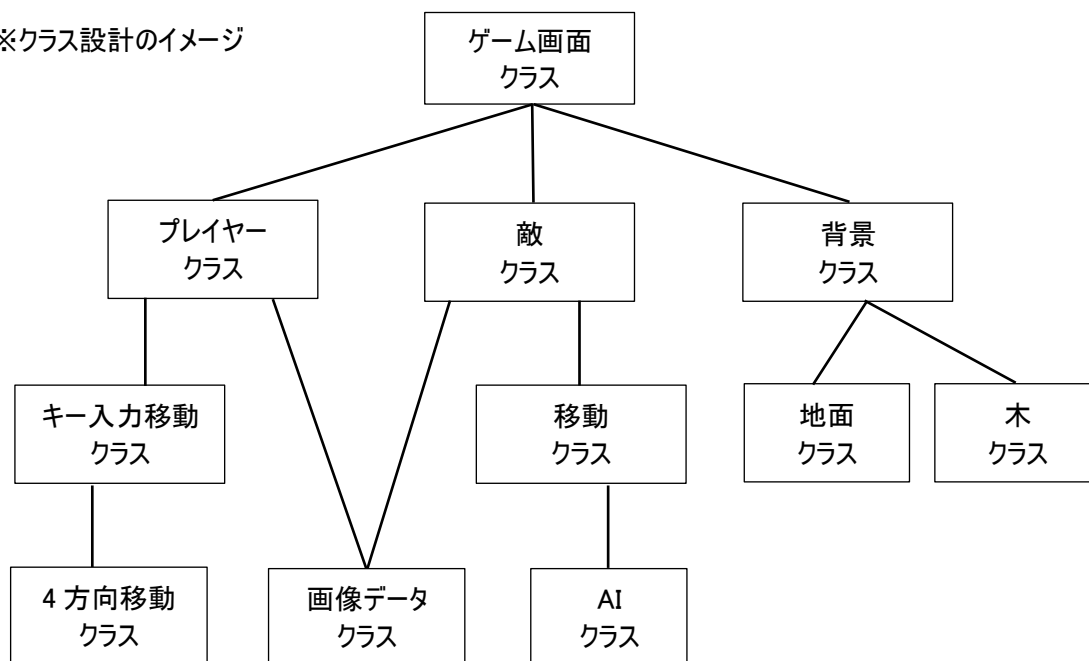 ※クラス設計のイメージ
ゲーム画面
クラス
プレイヤー
クラス
敵
クラス
背景
クラス
キー入力移動
クラス
移動
クラス
地面
クラス
木
クラス
4 方向移動
クラス
画像データ
クラス
AI
クラス